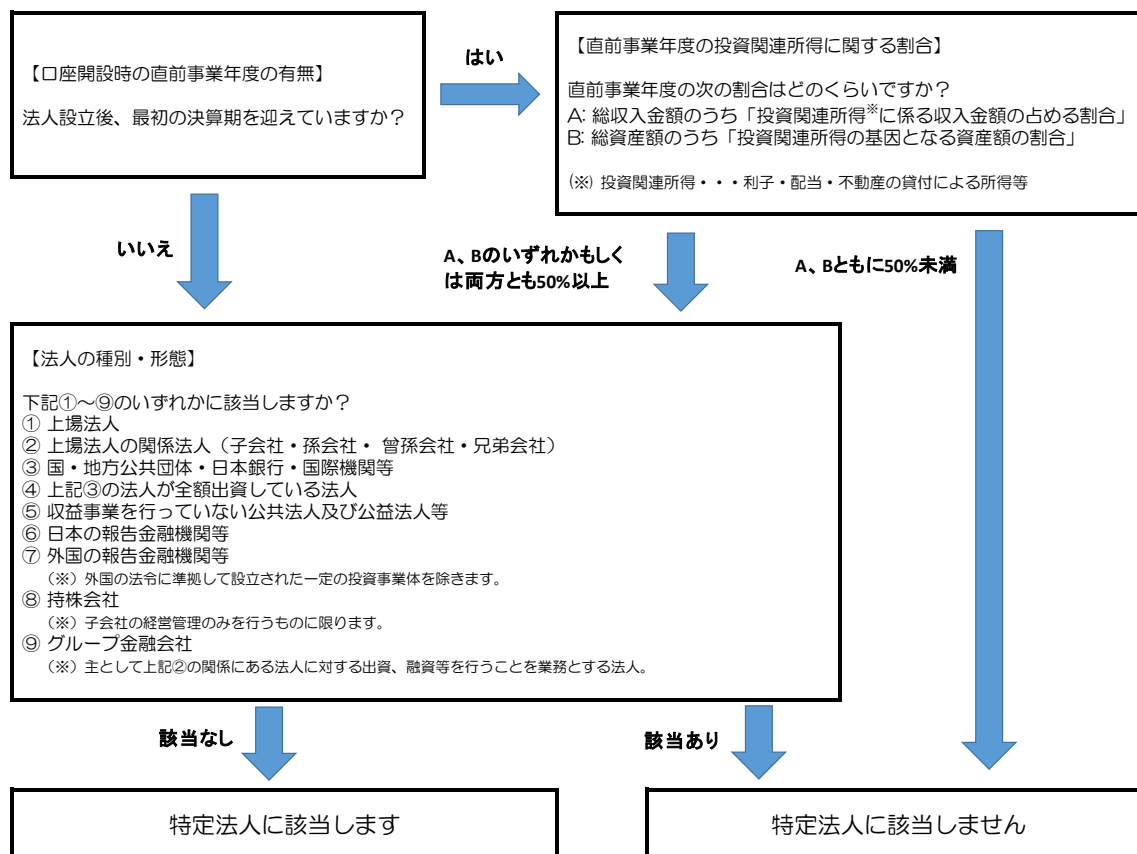 【口座開設時の直前事業年度の有無】
法人設立後、最初の決算期を迎えていますか？
はい
【直前事業年度の投資関連所得に関する割合】
直前事業年度の次の割合はどのくらいですか？
A: 総収入金額のうち「投資関連所得※に係る収入金額の占める割合」
B: 総資産額のうち「投資関連所得の基因となる資産額の割合」
(※) 投資関連所得・・・利子・配当・不動産の貸付による所得等
いいえ
A、Bのいずれかもしく
は両方とも50%以上
A、Bともに50%未満
【法人の種別・形態】
下記①～⑨のいずれかに該当しますか？
① 上場法人
② 上場法人の関係法人（子会社・孫会社・ 曾孫会社・兄弟会社）
③ 国・地方公共団体・日本銀行・国際機関等
④ 上記③の法人が全額出資している法人
⑤ 収益事業を行っていない公共法人及び公益法人等
⑥ 日本の報告金融機関等
⑦ 外国の報告金融機関等
（※）外国の法令に準拠して設立された一定の投資事業体を除きます。
⑧ 持株会社
（※）子会社の経営管理のみを行うものに限ります。
⑨ グループ金融会社
（※）主として上記②の関係にある法人に対する出資、融資等を行うことを業務とする法人。
該当なし
該当あり
特定法人に該当します
特定法人に該当しません